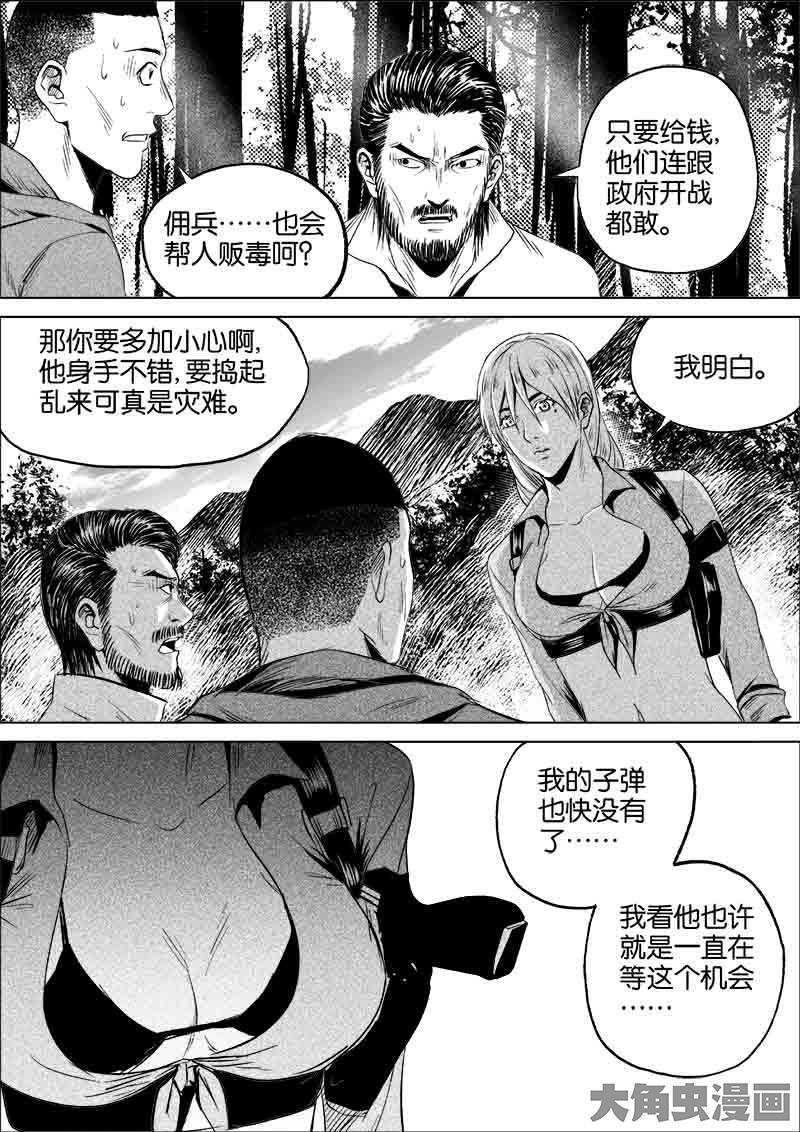 佣兵……也会
帮人贩毒呵?
只要给钱,
他们连跟
政府开战
都敢。
那你要多加小心啊,
他身手不错,要捣起
乱来可真是灾难。
我明白。
我的子弹
也快没有
了……
我看他也许
就是一直在
等这个机会
……
大角虫漫画